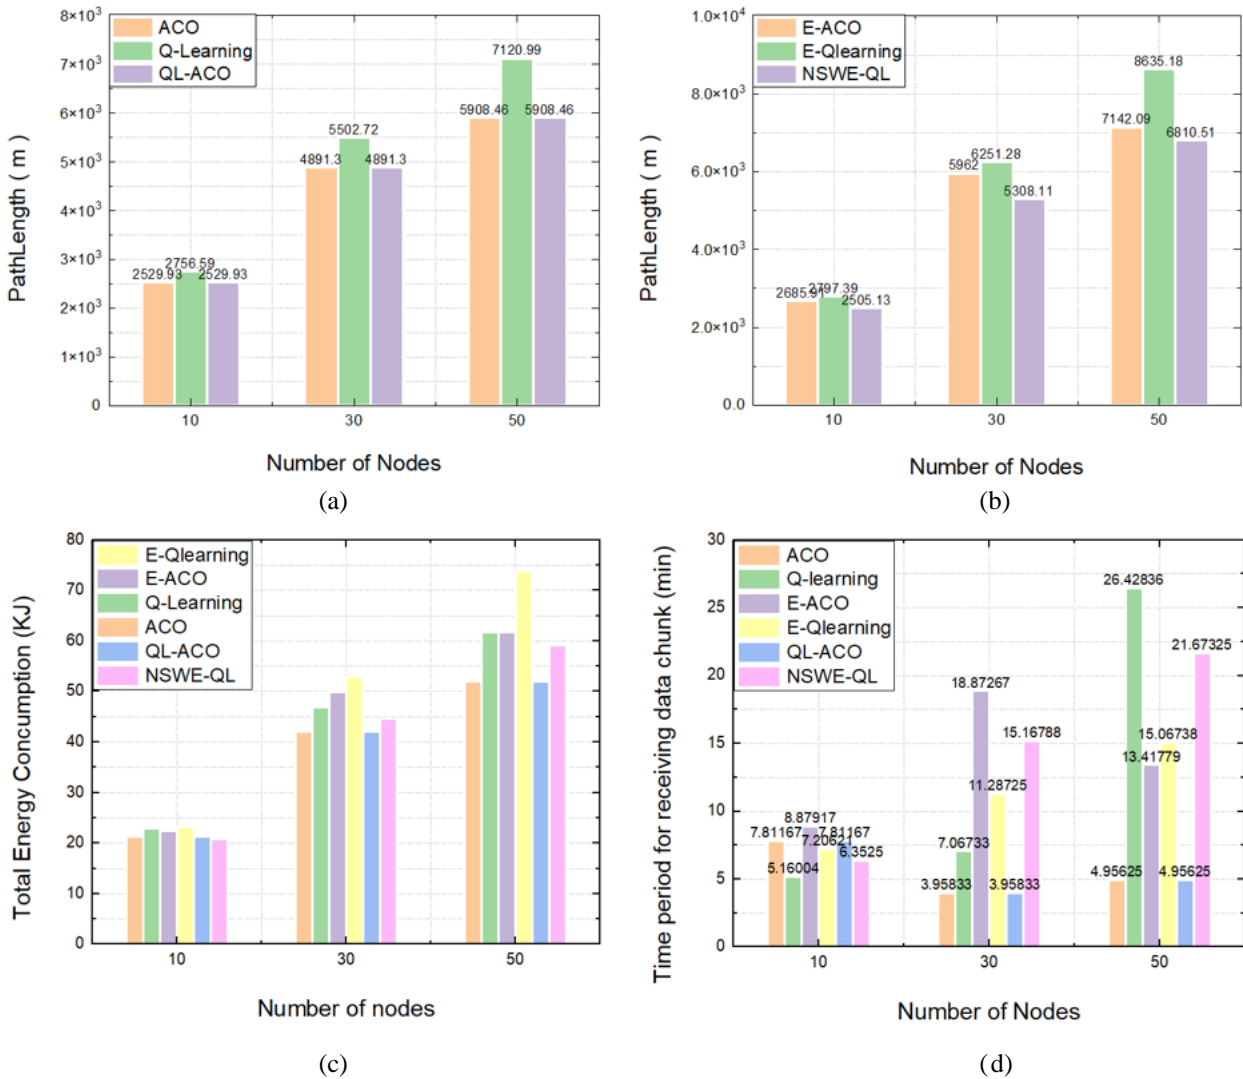 8×10³
7×10³
6×10³
5×10³
4×10³
3×10³
2×10³
1×10³
0
PathLength ( m )
ACO
Q-Learning
QL-ACO
2529.93
2756.59
2529.93
4891.3
5502.72
4891.3
5908.46
7120.99
5908.46
10
30
50
Number of Nodes
(a)
1.0×10⁴
8.0×10³
6.0×10³
4.0×10³
2.0×10³
0.0
PathLength ( m )
E-ACO
E-Qlearning
NSWE-QL
2685.91
2797.39
2505.13
5962
6251.28
5308.11
7142.09
8635.18
6810.51
10
30
50
Number of Nodes
(b)
80
70
60
50
40
30
20
10
0
Total Energy Concumption (KJ)
E-Qlearning
E-ACO
Q-Learning
ACO
QL-ACO
NSWE-QL
10
30
50
Number of nodes
(c)
30
25
20
15
10
5
0
Time period for receiving data chunk (min)
ACO
Q-learning
E-ACO
E-Qlearning
QL-ACO
NSWE-QL
7.81167
5.16004
8.87917
7.20621
7.81167
6.3525
3.95833
7.06733
18.87267
11.28725
3.95833
15.16788
4.95625
26.42836
13.41779
15.06738
4.95625
21.67325
10
30
50
Number of Nodes
(d)